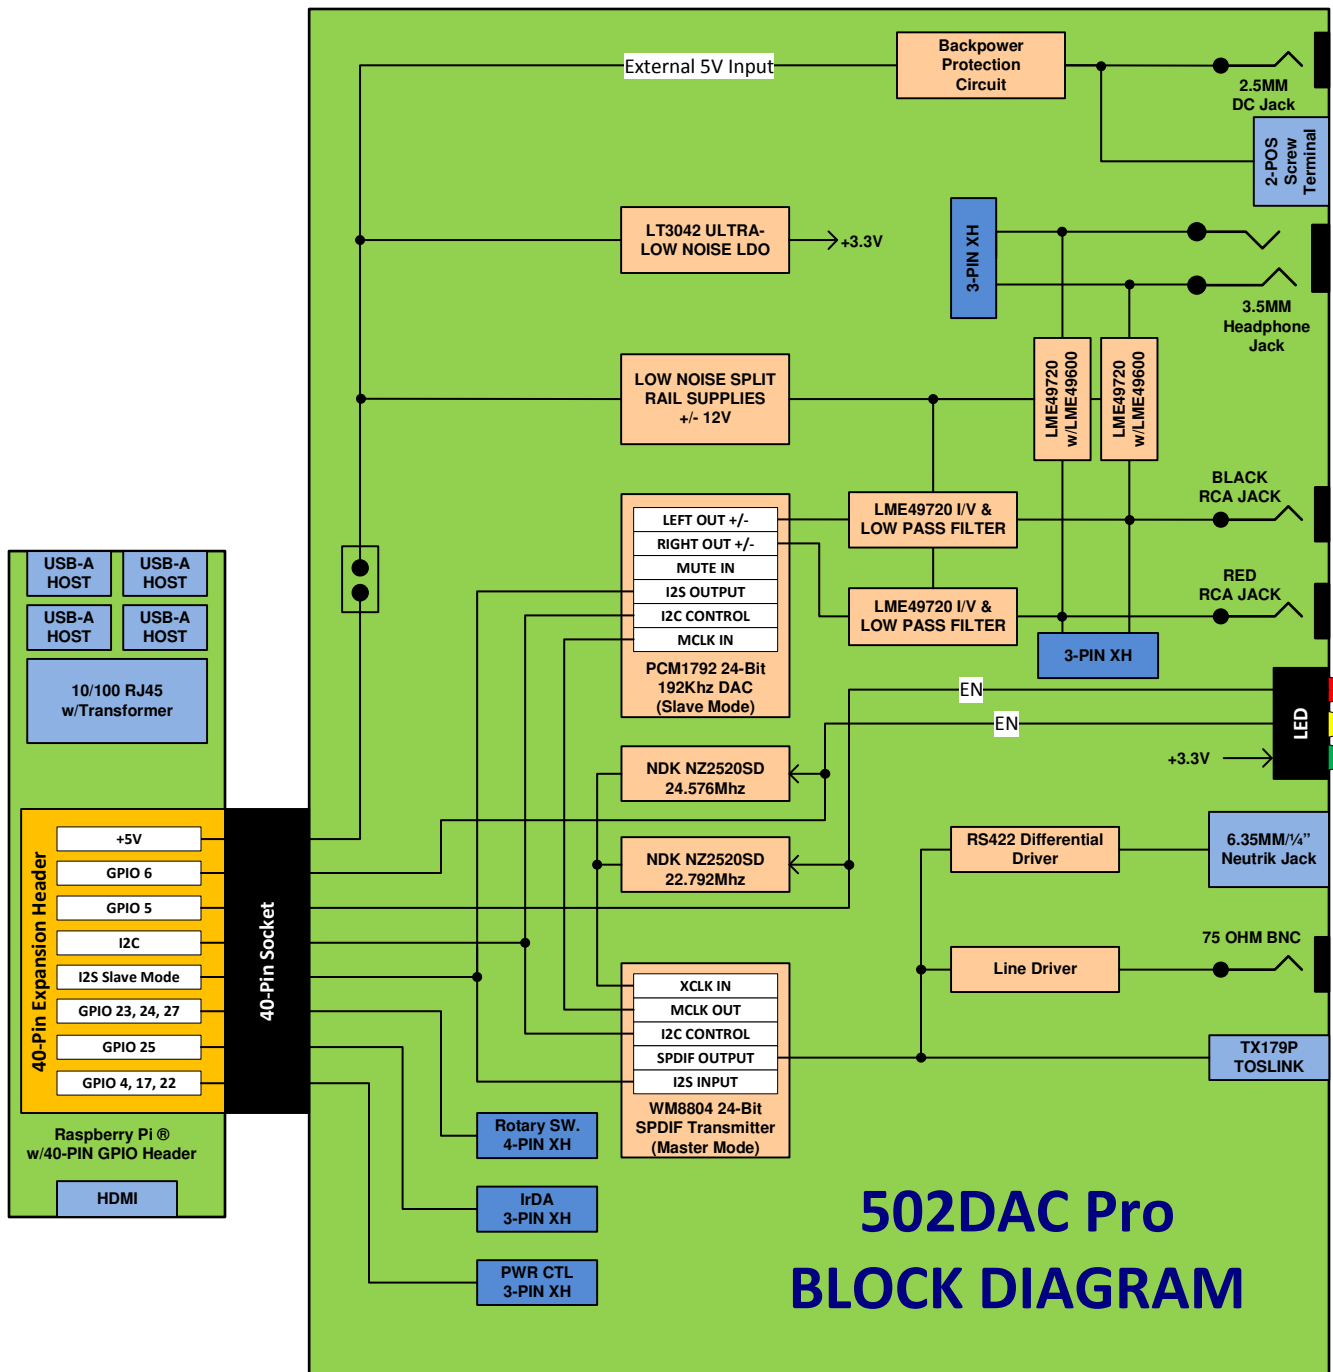 External 5V Input
Backpower
Protection
Circuit
2.5MM
DC Jack
2-POS
Screw
Terminal
LT3042 ULTRA-
LOW NOISE LDO
+3.3V
3-PIN XH
3.5MM
Headphone
Jack
LOW NOISE SPLIT
RAIL SUPPLIES
+/- 12V
LME49720
w/LME49600
LME49720
w/LME49600
BLACK
RCA JACK
LEFT OUT +/-
RIGHT OUT +/-
MUTE IN
I2S OUTPUT
I2C CONTROL
MCLK IN
PCM1792 24-Bit
192Khz DAC
(Slave Mode)
LME49720 I/V &
LOW PASS FILTER
LME49720 I/V &
LOW PASS FILTER
RED
RCA JACK
3-PIN XH
EN
EN
LED
+3.3V
USB-A
HOST
USB-A
HOST
USB-A
HOST
USB-A
HOST
10/100 RJ45
w/Transformer
NDK NZ2520SD
24.576Mhz
NDK NZ2520SD
22.792Mhz
RS422 Differential
Driver
6.35MM/¼”
Neutrik Jack
75 OHM BNC
Line Driver
TX179P
TOSLINK
40-Pin Expansion Header
+5V
GPIO 6
GPIO 5
I2C
I2S Slave Mode
GPIO 23, 24, 27
GPIO 25
GPIO 4, 17, 22
40-Pin Socket
XCLK IN
MCLK OUT
I2C CONTROL
SPDIF OUTPUT
I2S INPUT
WM8804 24-Bit
SPDIF Transmitter
(Master Mode)
Raspberry Pi ®
w/40-PIN GPIO Header
HDMI
Rotary SW.
4-PIN XH
IrDA
3-PIN XH
PWR CTL
3-PIN XH
502DAC Pro
BLOCK DIAGRAM